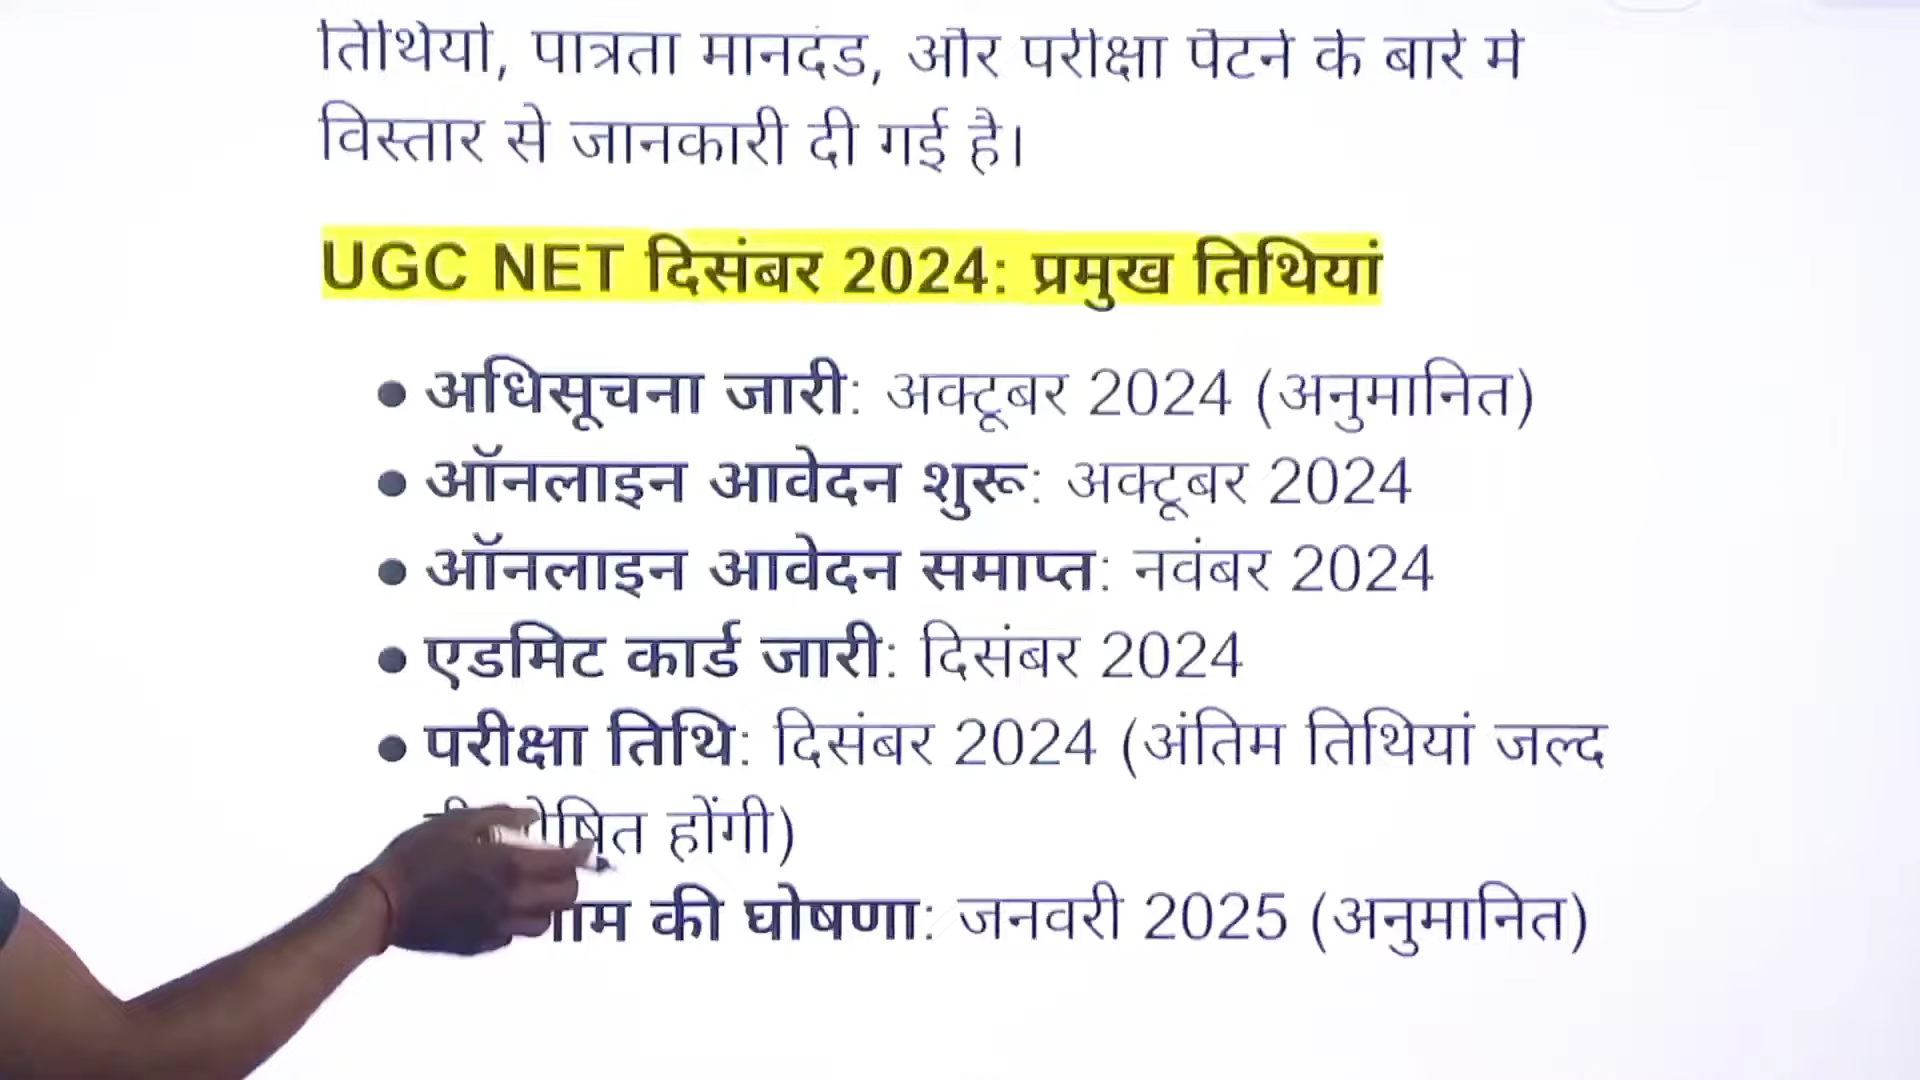 तिथियों, पात्रता मानदंड, और परीक्षा पैटर्न के बारे में
विस्तार से जानकारी दी गई है।
UGC NET दिसंबर 2024: प्रमुख तिथियां
• अधिसूचना जारी: अक्टूबर 2024 (अनुमानित)
• ऑनलाइन आवेदन शुरू: अक्टूबर 2024
• ऑनलाइन आवेदन समाप्त: नवंबर 2024
• एडमिट कार्ड जारी: दिसंबर 2024
• परीक्षा तिथि: दिसंबर 2024 (अंतिम तिथियां जल्द
होंगी)
की घोषणा: जनवरी 2025 (अनुमानित)